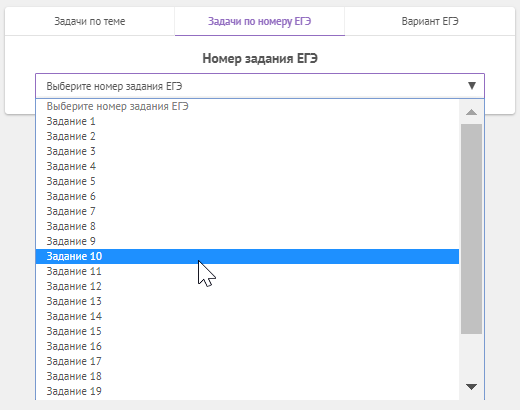 Задачи по теме
Задачи по номеру ЕГЭ
Вариант ЕГЭ
Номер задания ЕГЭ
Выберите номер задания ЕГЭ
Выберите номер задания ЕГЭ
Задание 1
Задание 2
Задание 3
Задание 4
Задание 5
Задание 6
Задание 7
Задание 8
Задание 9
Задание 10
Задание 11
Задание 12
Задание 13
Задание 14
Задание 15
Задание 16
Задание 17
Задание 18
Задание 19